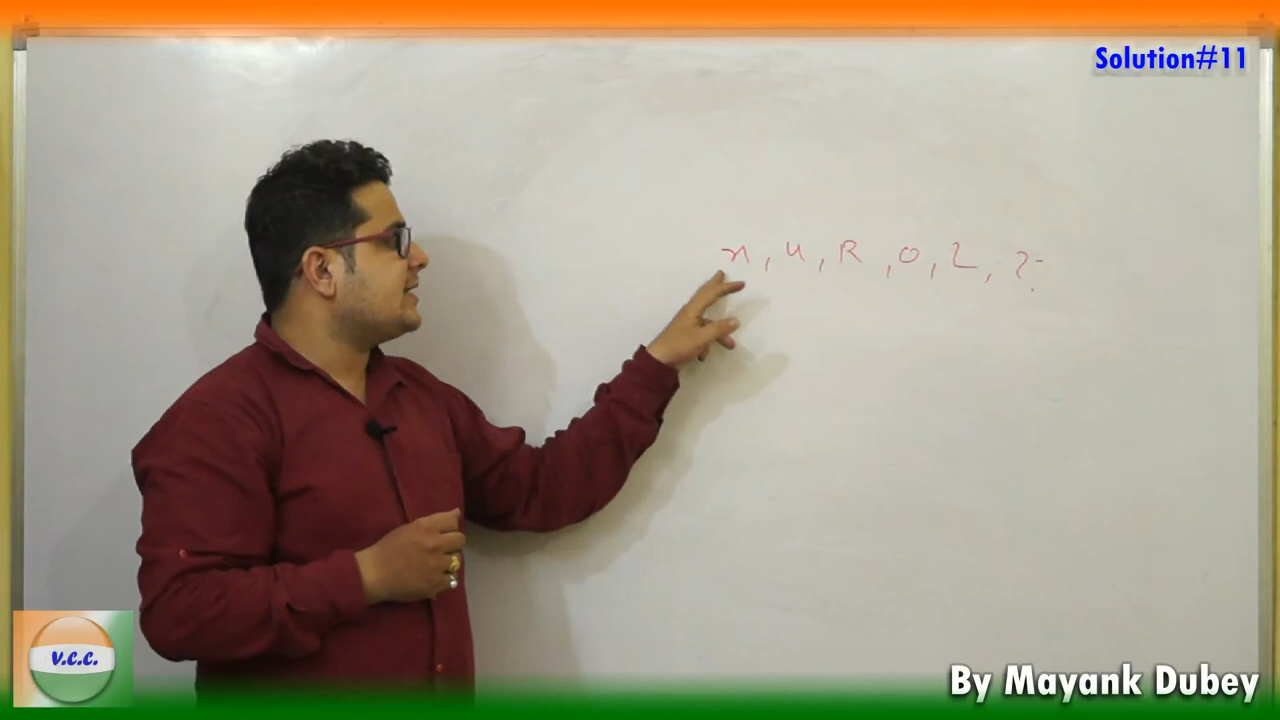 Solution#11
x, U, R, O, L, ?
V.C.C.
By Mayank Dubey